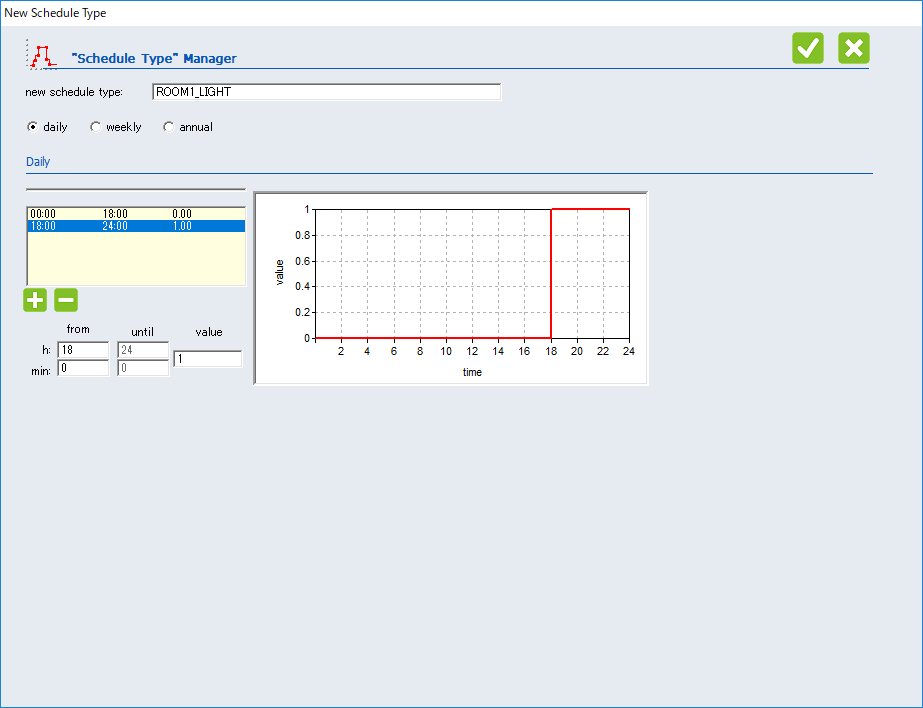 New Schedule Type
"Schedule Type" Manager
new schedule type: ROOM1_LIGHT
daily weekly annual
Daily
00:00 18:00 0.00
18:00 24:00 1.00
from until value
h: 18 24
1
min: 0 0
1
0.8
0.6
0.4
0.2
0
value
2 4 6 8 10 12 14 16 18 20 22 24
time